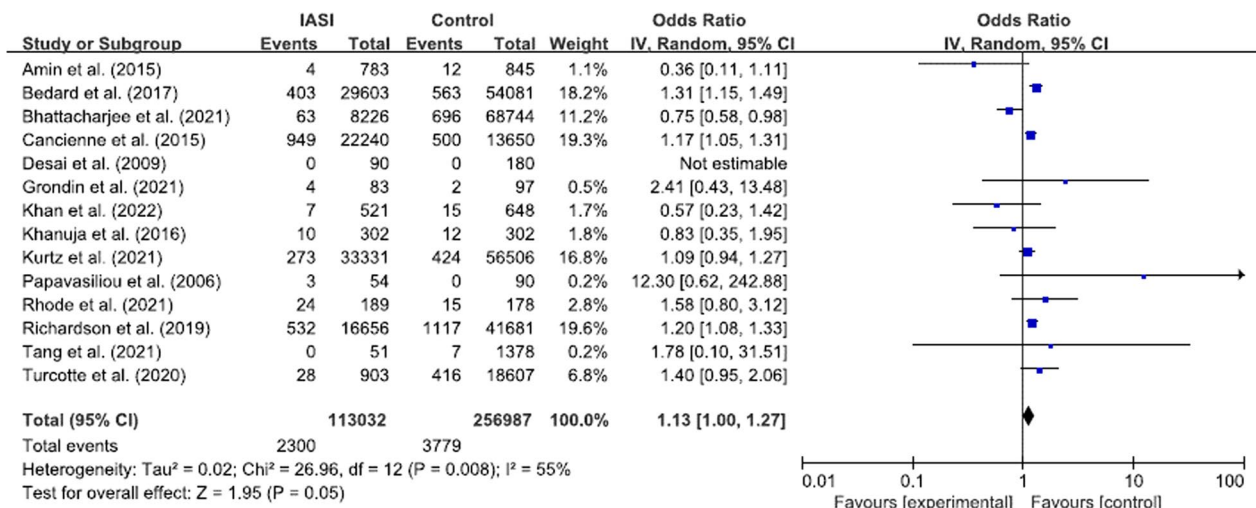 IASI Control Odds Ratio Odds Ratio
Study or Subgroup Events Total Events Total Weight IV, Random, 95% CI IV, Random, 95% CI
Amin et al. (2015) 4 783 12 845 1.1% 0.36 [0.11, 1.11]
Bedard et al. (2017) 403 29603 563 54081 18.2% 1.31 [1.15, 1.49]
Bhattacharjee et al. (2021) 63 8226 696 68744 11.2% 0.75 [0.58, 0.98]
Cancienne et al. (2015) 949 22240 500 13650 19.3% 1.17 [1.05, 1.31]
Desai et al. (2009) 0 90 0 180 Not estimable
Grondin et al. (2021) 4 83 2 97 0.5% 2.41 [0.43, 13.48]
Khan et al. (2022) 7 521 15 648 1.7% 0.57 [0.23, 1.42]
Khanuja et al. (2016) 10 302 12 302 1.8% 0.83 [0.35, 1.95]
Kurtz et al. (2021) 273 33331 424 56506 16.8% 1.09 [0.94, 1.27]
Papavasiliou et al. (2006) 3 54 0 90 0.2% 12.30 [0.62, 242.88]
Rhode et al. (2021) 24 189 15 178 2.8% 1.58 [0.80, 3.12]
Richardson et al. (2019) 532 16656 1117 41681 19.6% 1.20 [1.08, 1.33]
Tang et al. (2021) 0 51 7 1378 0.2% 1.78 [0.10, 31.51]
Turcotte et al. (2020) 28 903 416 18607 6.8% 1.40 [0.95, 2.06]
Total (95% CI) 113032 256987 100.0% 1.13 [1.00, 1.27]
Total events 2300 3779
Heterogeneity: Tau² = 0.02; Chi² = 26.96, df = 12 (P = 0.008); I² = 55%
Test for overall effect: Z = 1.95 (P = 0.05)
0.01 0.1 1 10 100
Favours [experimental] Favours [control]